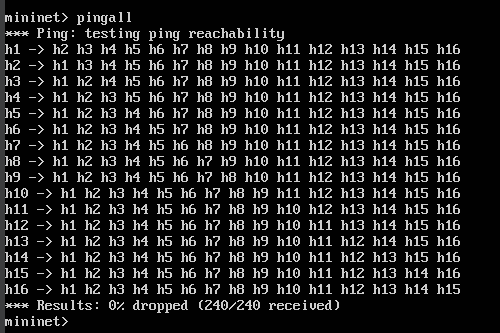 mininet> pingall
*** Ping: testing ping reachability
h1 -> h2 h3 h4 h5 h6 h7 h8 h9 h10 h11 h12 h13 h14 h15 h16
h2 -> h1 h3 h4 h5 h6 h7 h8 h9 h10 h11 h12 h13 h14 h15 h16
h3 -> h1 h2 h4 h5 h6 h7 h8 h9 h10 h11 h12 h13 h14 h15 h16
h4 -> h1 h2 h3 h5 h6 h7 h8 h9 h10 h11 h12 h13 h14 h15 h16
h5 -> h1 h2 h3 h4 h6 h7 h8 h9 h10 h11 h12 h13 h14 h15 h16
h6 -> h1 h2 h3 h4 h5 h7 h8 h9 h10 h11 h12 h13 h14 h15 h16
h7 -> h1 h2 h3 h4 h5 h6 h8 h9 h10 h11 h12 h13 h14 h15 h16
h8 -> h1 h2 h3 h4 h5 h6 h7 h9 h10 h11 h12 h13 h14 h15 h16
h9 -> h1 h2 h3 h4 h5 h6 h7 h8 h10 h11 h12 h13 h14 h15 h16
h10 -> h1 h2 h3 h4 h5 h6 h7 h8 h9 h11 h12 h13 h14 h15 h16
h11 -> h1 h2 h3 h4 h5 h6 h7 h8 h9 h10 h12 h13 h14 h15 h16
h12 -> h1 h2 h3 h4 h5 h6 h7 h8 h9 h10 h11 h13 h14 h15 h16
h13 -> h1 h2 h3 h4 h5 h6 h7 h8 h9 h10 h11 h12 h14 h15 h16
h14 -> h1 h2 h3 h4 h5 h6 h7 h8 h9 h10 h11 h12 h13 h15 h16
h15 -> h1 h2 h3 h4 h5 h6 h7 h8 h9 h10 h11 h12 h13 h14 h16
h16 -> h1 h2 h3 h4 h5 h6 h7 h8 h9 h10 h11 h12 h13 h14 h15
*** Results: 0% dropped (240/240 received)
mininet>